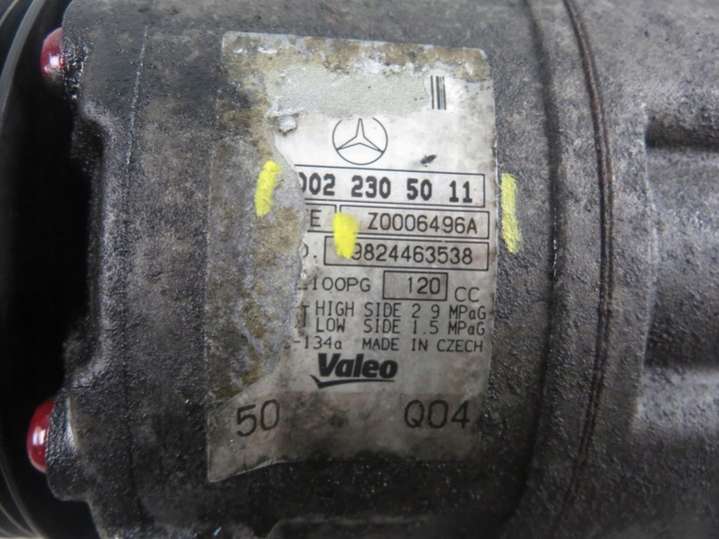 002 230 50 11
E Z0006496A
. 9824463538
100PG 120 CC
T HIGH SIDE 2 9 MPaG
LOW SIDE 1.5 MPaG
-134a MADE IN CZECH
Valeo
50 Q04